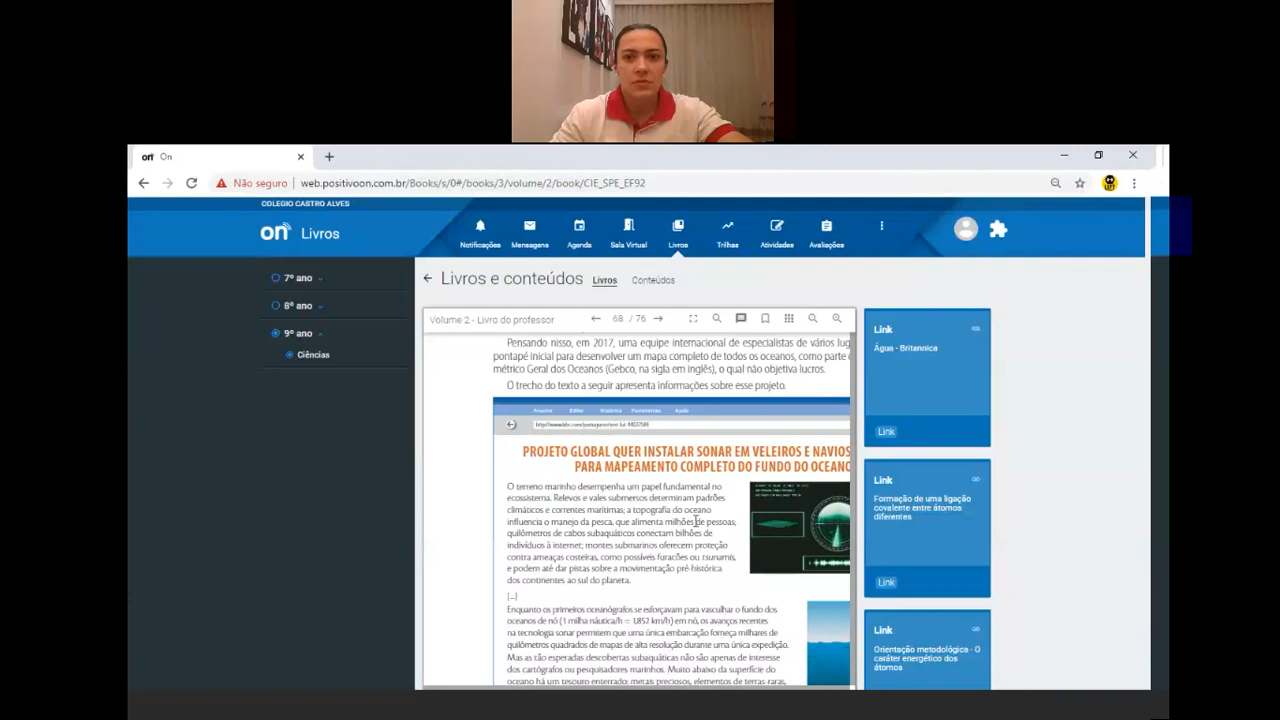 on On
Não seguro web.positivoon.com.br/Books/s/0#/books/3/volume/2/book/CIE_SPE_EF92
COLEGIO CASTRO ALVES
on Livros
Notificações Mensagens Agenda Sala Virtual Livros Trilhas Atividades Avaliações
7º ano
8º ano
9º ano
Ciências
Livros e conteúdos Livros Conteúdos
Volume 2 - Livro do professor 68 / 76
Pensando nisso, em 2017, uma equipe internacional de especialistas de vários lug
pontapé inicial para desenvolver um mapa completo de todos os oceanos, como parte
métrico Geral dos Oceanos (Gebco, na sigla em inglês), o qual não objetiva lucros.
O trecho do texto a seguir apresenta informações sobre esse projeto.
Arquivo Editar Histórico Ferramentas Ajuda
PROJETO GLOBAL QUER INSTALAR SONAR EM VELEIROS E NAVIOS
PARA MAPEAMENTO COMPLETO DO FUNDO DO OCEANO
O terreno marinho desempenha um papel fundamental no
ecossistema. Relevos e vales submersos determinam padrões
climáticos e correntes marítimas; a topografia do oceano
influencia o manejo da pesca, que alimenta milhões de pessoas;
quilômetros de cabos subaquáticos conectam bilhões de
indivíduos à internet; montes submarinos oferecem proteção
contra ameaças costeiras, como possíveis furacões ou tsunamis,
e podem até dar pistas sobre a movimentação pré-histórica
dos continentes ao sul do planeta.
[...]
Enquanto os primeiros oceanógrafos se esforçavam para vasculhar o fundo dos
oceanos de nó (1 milha náutica/h = 1,852 km/h) em nó, os avanços recentes
na tecnologia sonar permitem que uma única embarcação forneça milhares de
quilômetros quadrados de mapas de alta resolução durante uma única expedição.
Mas as tão esperadas descobertas subaquáticas não são apenas de interesse
dos cartógrafos ou pesquisadores marinhos. Muito abaixo da superfície do
oceano há um tesouro enterrado: metais preciosos, elementos de terras-raras,
Link
Água - Britannica
Link
Link
Formação de uma ligação
covalente entre átomos
diferentes
Link
Link
Orientação metodológica - O
caráter energético dos
átomos